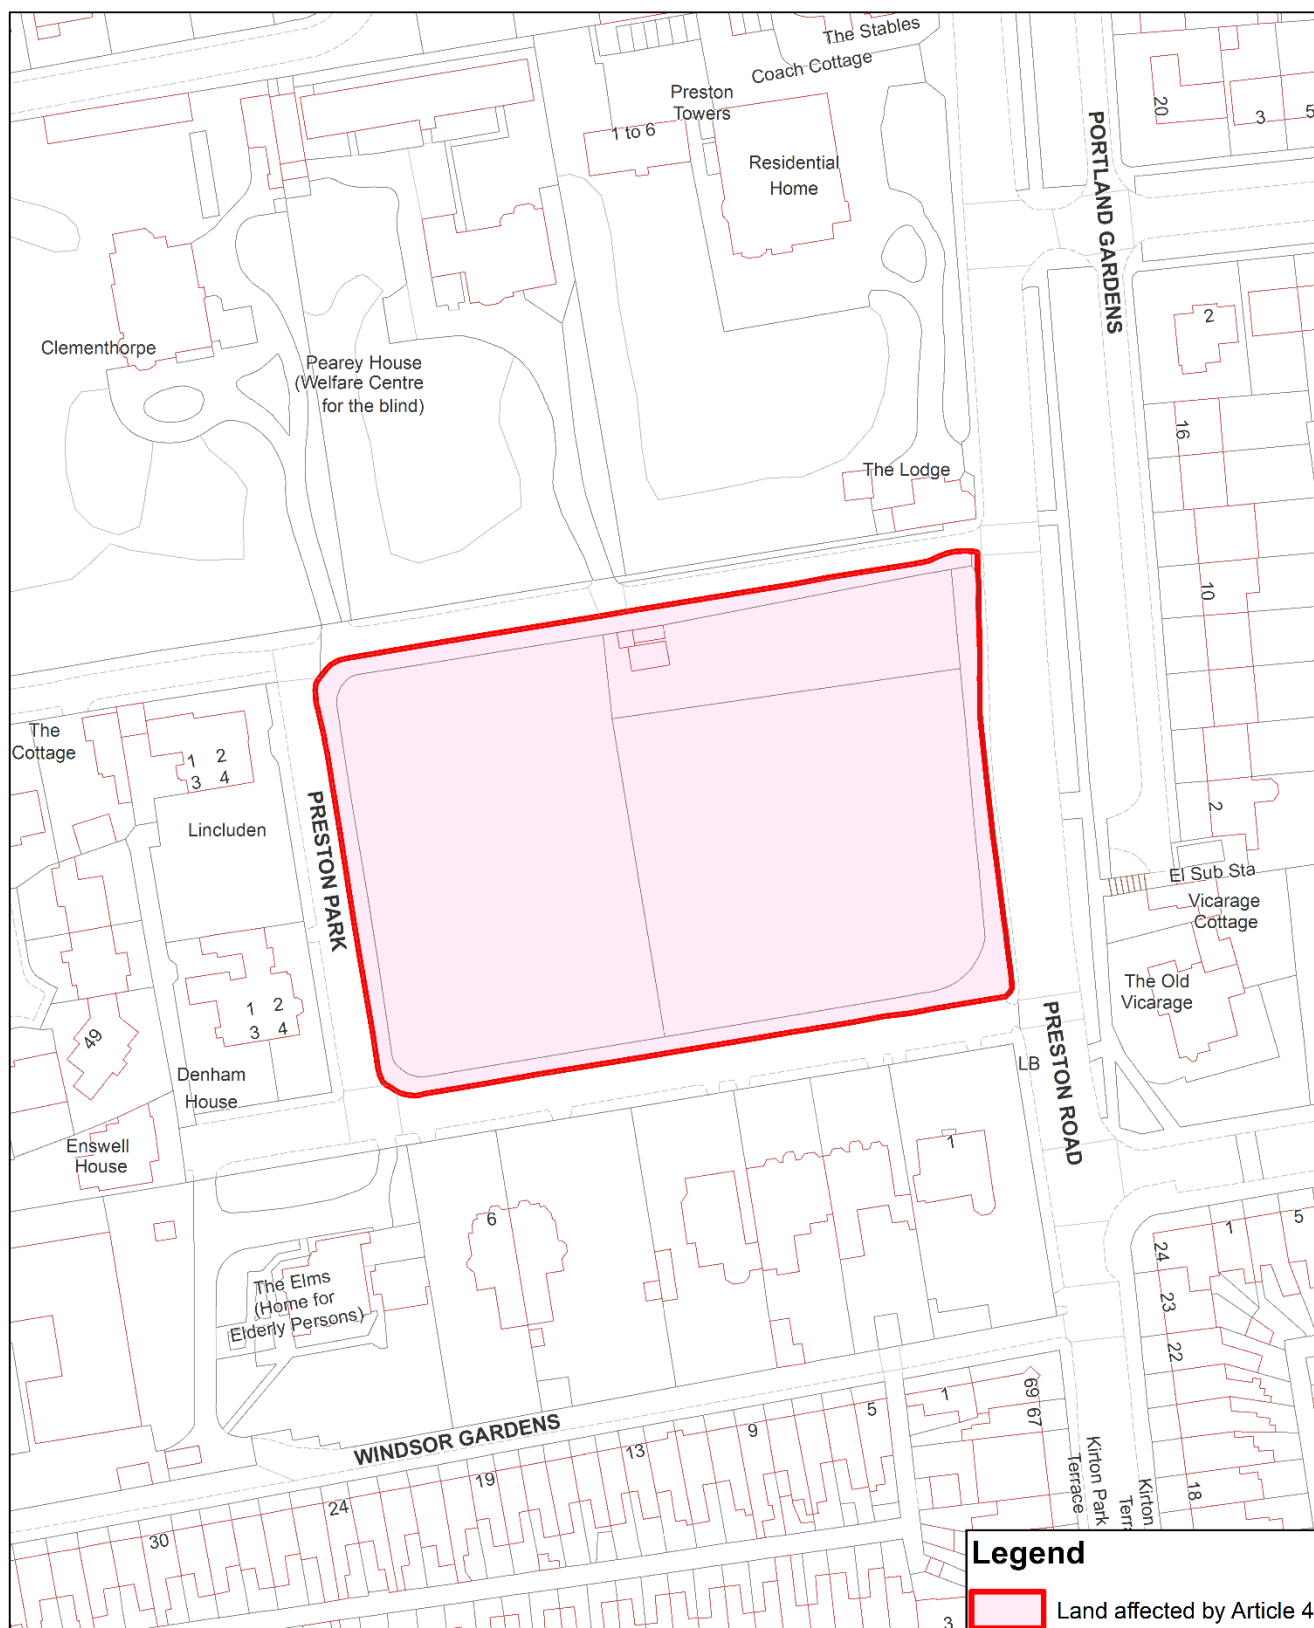 The Stables
Coach Cottage
Preston
Towers
1 to 6
Residential
Home
PORTLAND GARDENS
20
3
5
Clementhorpe
Pearey House
(Welfare Centre
for the blind)
2
16
The Lodge
10
The
Cottage
1 2
3 4
Lincluden
PRESTON PARK
2
El Sub Sta
Vicarage
Cottage
The Old
Vicarage
1 2
3 4
49
Denham
House
PRESTON ROAD
LB
Enswell
House
1
6
The Elms
(Home for
Elderly Persons)
24
1
5
23
22
WINDSOR GARDENS
30
24
19
13
9
5
1
69
67
Kirton Park
Terrace
Kirton
18
3
Legend
Land affected by Article 4